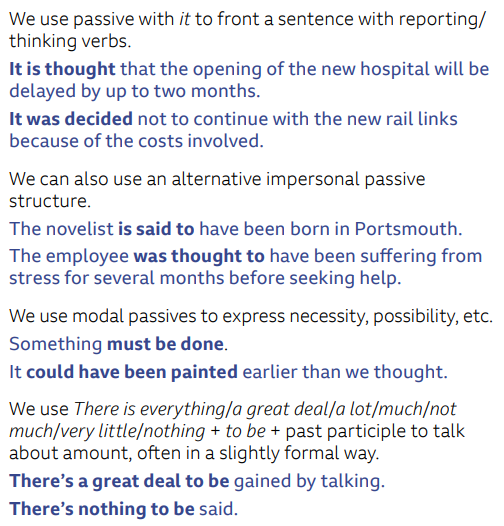 We use passive with it to front a sentence with reporting/
thinking verbs.
It is thought that the opening of the new hospital will be
delayed by up to two months.
It was decided not to continue with the new rail links
because of the costs involved.
We can also use an alternative impersonal passive
structure.
The novelist is said to have been born in Portsmouth.
The employee was thought to have been suffering from
stress for several months before seeking help.
We use modal passives to express necessity, possibility, etc.
Something must be done.
It could have been painted earlier than we thought.
We use There is everything/a great deal/a lot/much/not
much/very little/nothing + to be + past participle to talk
about amount, often in a slightly formal way.
There's a great deal to be gained by talking.
There's nothing to be said.